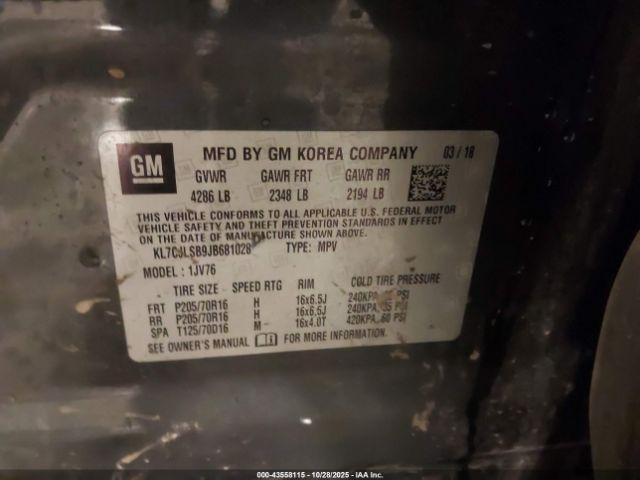 GM MFD BY GM KOREA COMPANY 03/18
GVWR GAWR FRT GAWR RR
4286 LB 2348 LB 2194 LB
THIS VEHICLE CONFORMS TO ALL APPLICABLE U.S. FEDERAL MOTOR
VEHICLE SAFETY AND THEFT PREVENTION STANDARDS IN EFFECT
ON THE DATE OF MANUFACTURE SHOWN ABOVE.
KL7CJLSB9JB681028 TYPE: MPV
MODEL: 1JV76
TIRE SIZE SPEED RTG RIM COLD TIRE PRESSURE
FRT P205/70R16 H 16x6.5J 240KPA, PSI
RR P205/70R16 H 16x6.5J 240KPA, 35 PSI
SPA T125/70D16 M 16x4.0T 420KPA, 60 PSI
SEE OWNER'S MANUAL FOR MORE INFORMATION.
000-43558115 - 10/28/2025 - IAA Inc.